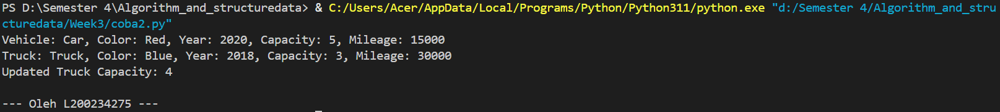 PS D:\Semester 4\Algorithm_and_structuredata> & C:/Users/Acer/AppData/Local/Programs/Python/Python311/python.exe "d:/Semester 4/Algorithm_and_stru
cturedata/Week3/coba2.py"
Vehicle: Car, Color: Red, Year: 2020, Capacity: 5, Mileage: 15000
Truck: Truck, Color: Blue, Year: 2018, Capacity: 3, Mileage: 30000
Updated Truck Capacity: 4
--- Oleh L200234275 ---